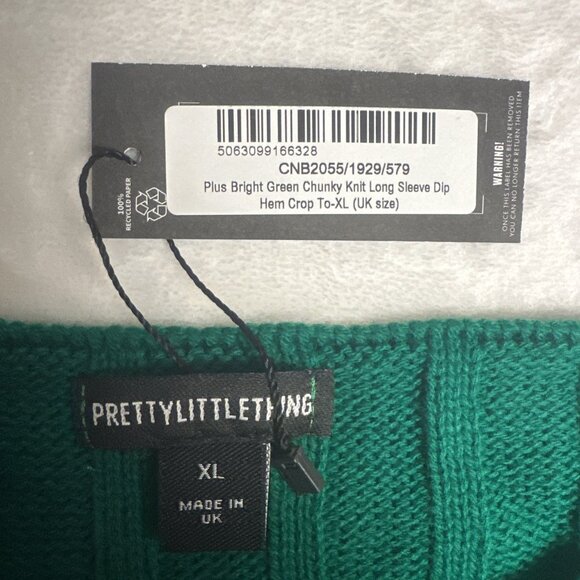 5063099166328
CNB2055/1929/579
Plus Bright Green Chunky Knit Long Sleeve Dip
Hem Crop To-XL (UK size)
100%
RECYCLED PAPER
WARNING!
ONCE THIS LABEL HAS BEEN REMOVED
YOU CAN NO LONGER RETURN THIS ITEM
PRETTYLITTLETHING
XL
MADE IN
UK